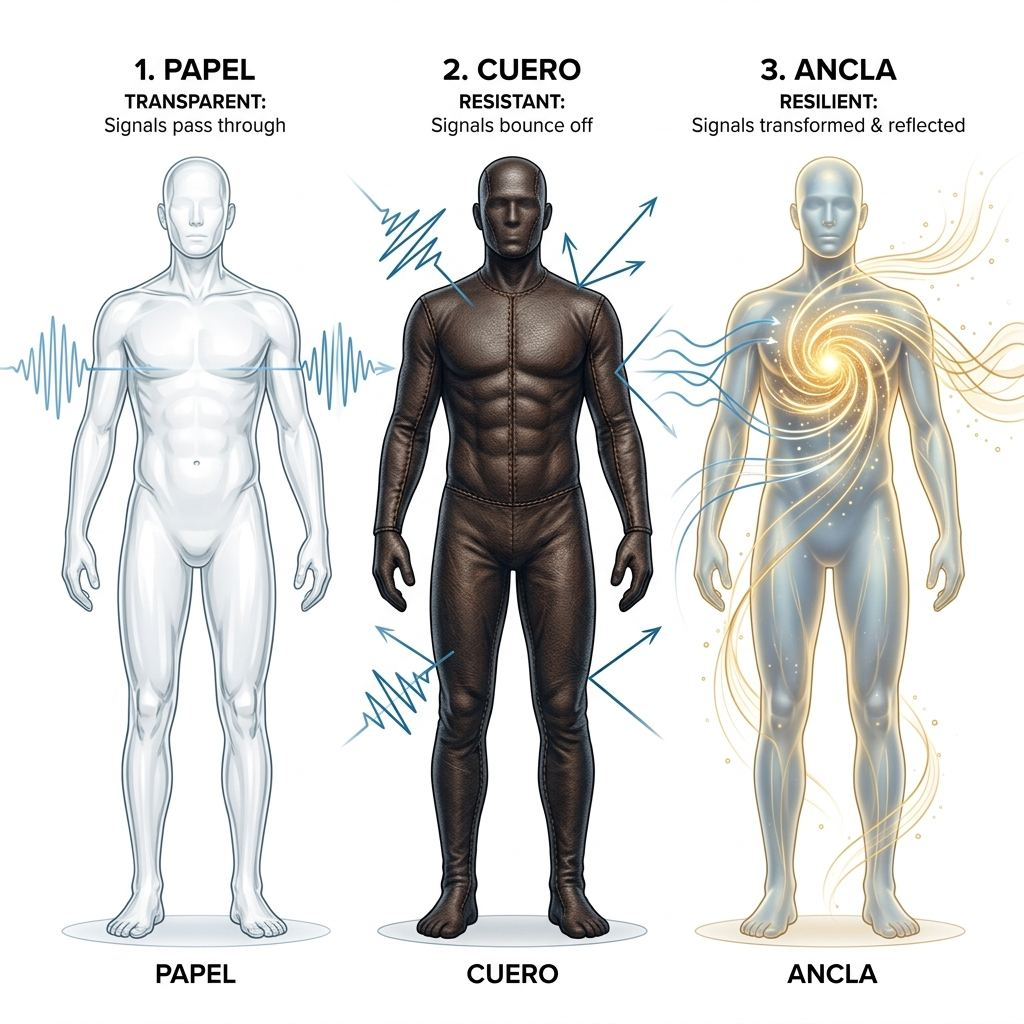 1. PAPEL
TRANSPARENT:
Signals pass through
2. CUERO
RESISTANT:
Signals bounce off
3. ANCLA
RESILIENT:
Signals transformed & reflected
PAPEL
CUERO
ANCLA